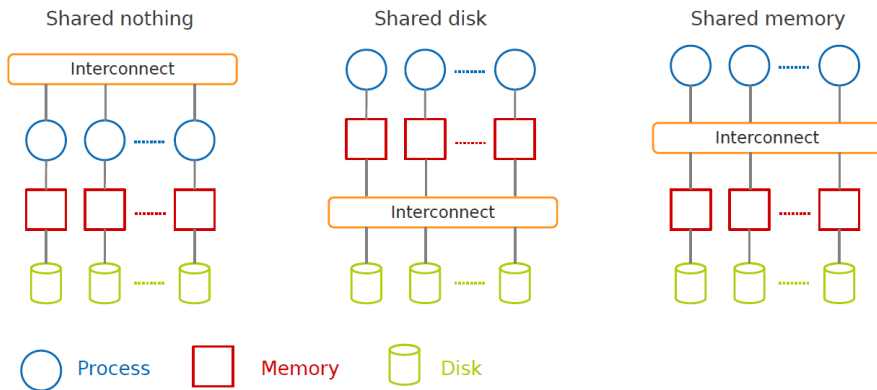 Shared nothing
Shared disk
Shared memory
Interconnect
Interconnect
Interconnect
Process
Memory
Disk